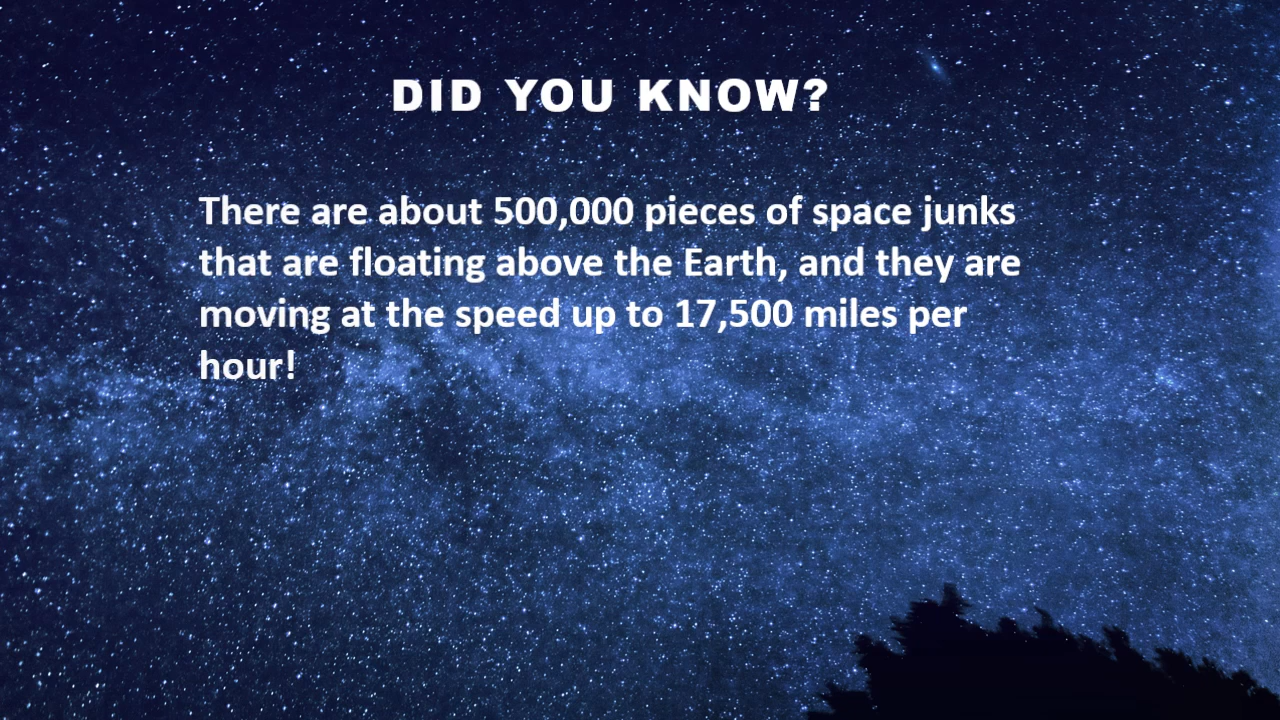 DID YOU KNOW?
There are about 500,000 pieces of space junks
that are floating above the Earth, and they are
moving at the speed up to 17,500 miles per
hour!